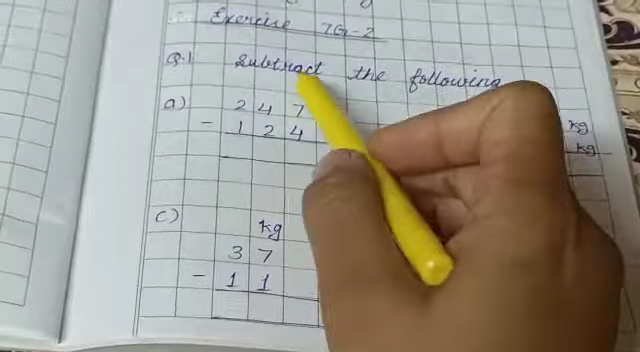 Exercise 7G-2
Q.1 Subtract the following
a) 2 4 7 kg
- 1 2 4 kg
c) kg
3 7
- 1 1